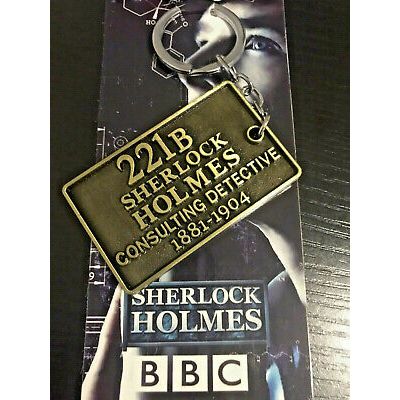 221B
SHERLOCK
HOLMES
CONSULTING DETECTIVE
1881-1904
SHERLOCK
HOLMES
BBC